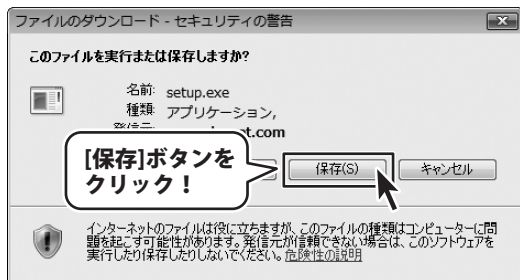 ファイルのダウンロード - セキュリティの警告
このファイルを実行または保存しますか?
名前: setup.exe
種類: アプリケーション,
t.com
[保存]ボタンを
クリック！
保存(S)
キャンセル
インターネットのファイルは役に立ちますが、このファイルの種類はコンピューターに問
題を起こす可能性があります。発信元が信頼できない場合は、このソフトウェアを
実行したり保存したりしないでください。危険性の説明